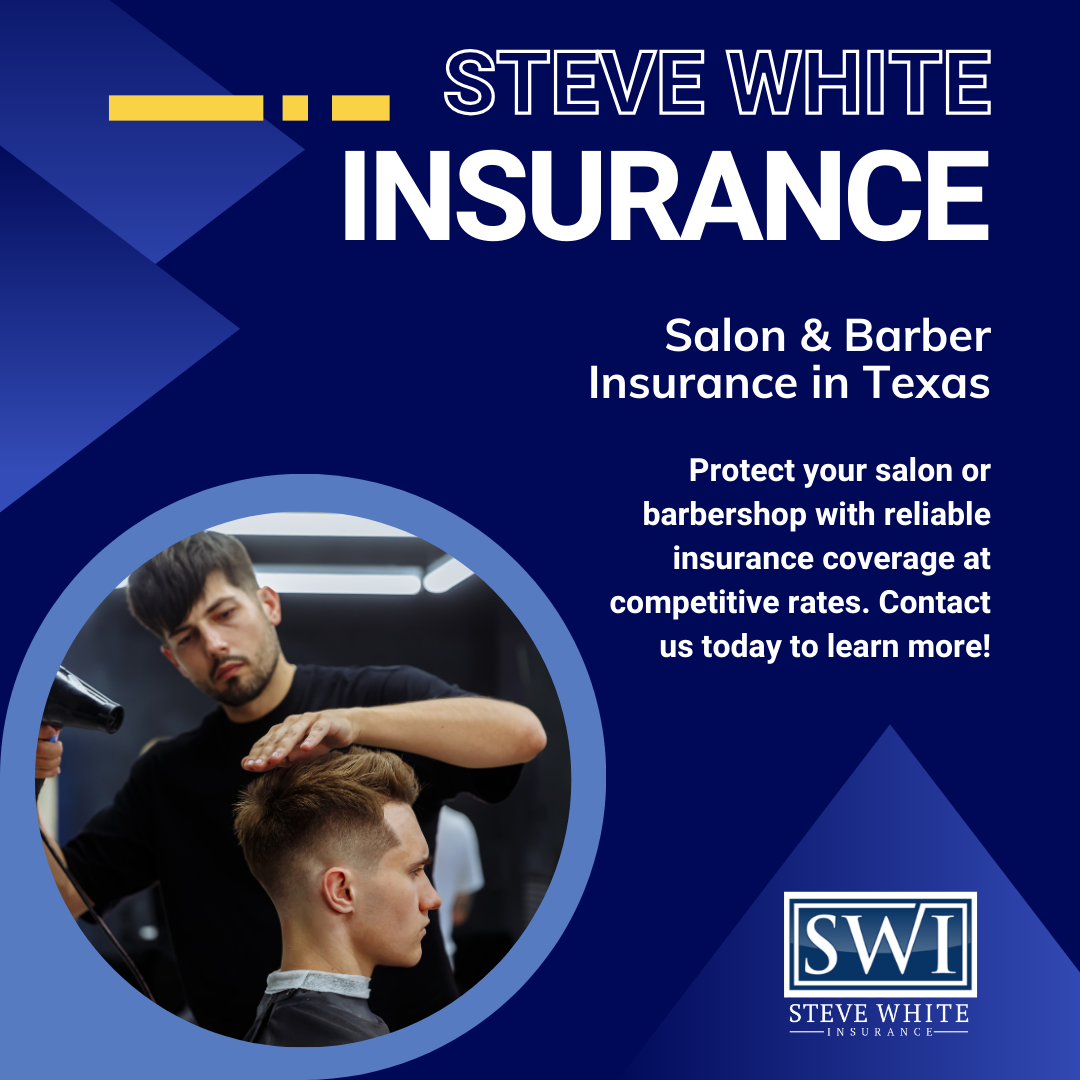 STEVE WHITE
INSURANCE
Salon & Barber
Insurance in Texas
Protect your salon or
barbershop with reliable
insurance coverage at
competitive rates. Contact
us today to learn more!
SWI
STEVE WHITE
INSURANCE